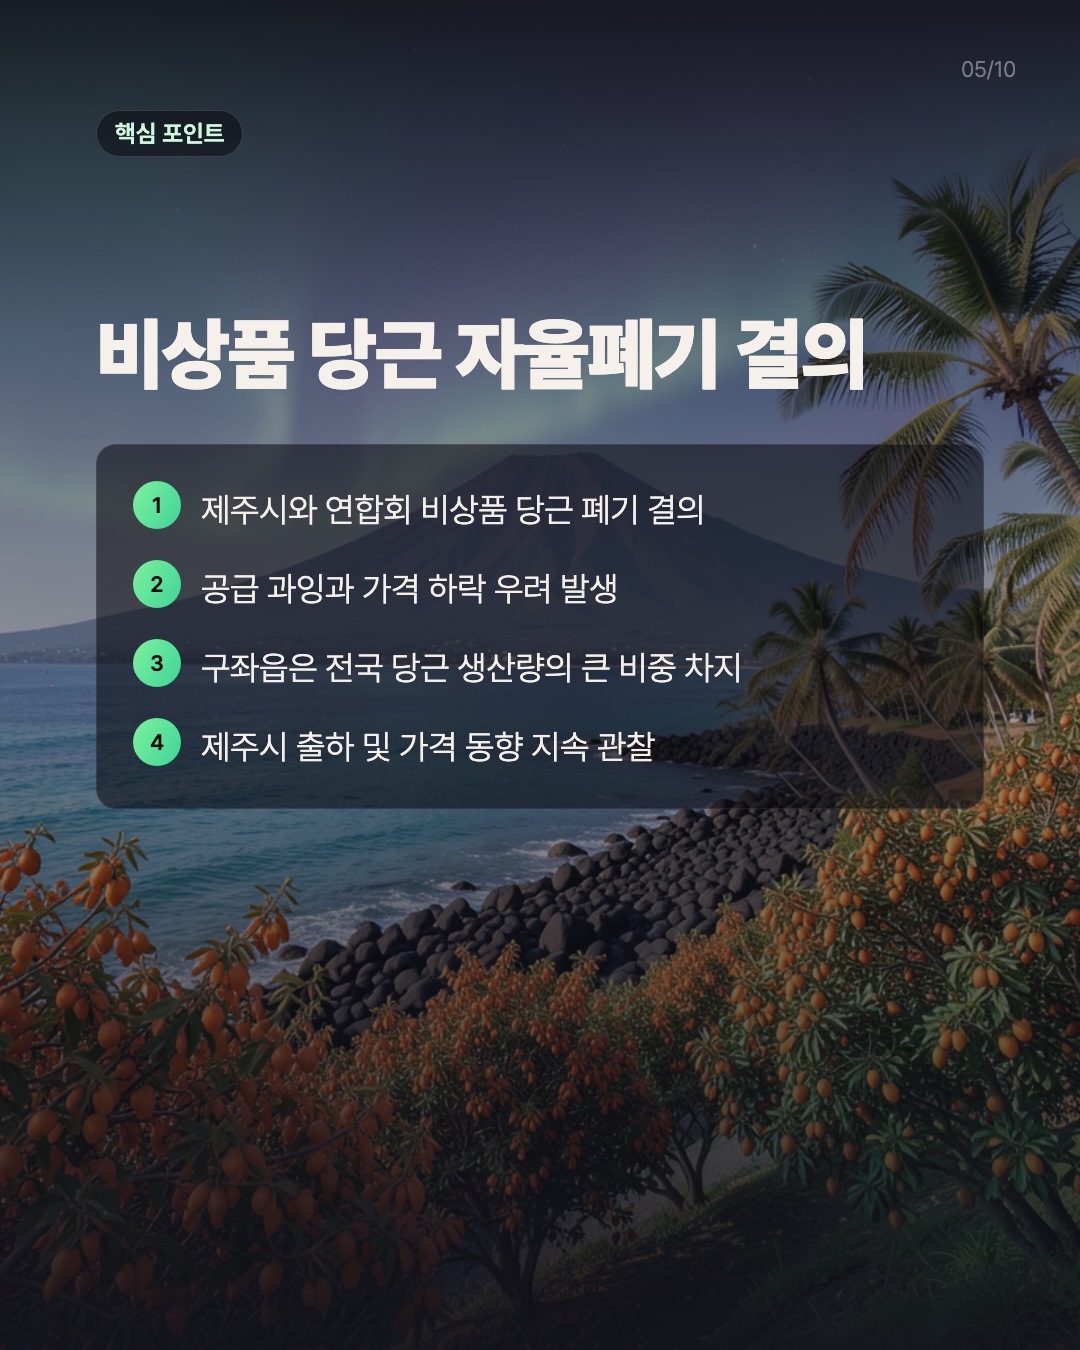 05/10
핵심 포인트
비상품 당근 자율폐기 결의
1 제주시와 연합회 비상품 당근 폐기 결의
2 공급 과잉과 가격 하락 우려 발생
3 구좌읍은 전국 당근 생산량의 큰 비중 차지
4 제주시 출하 및 가격 동향 지속 관찰